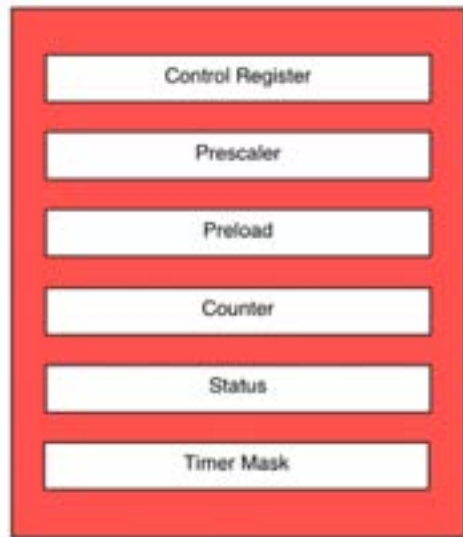 Control Register
Prescaler
Preload
Counter
Status
Timer Mask